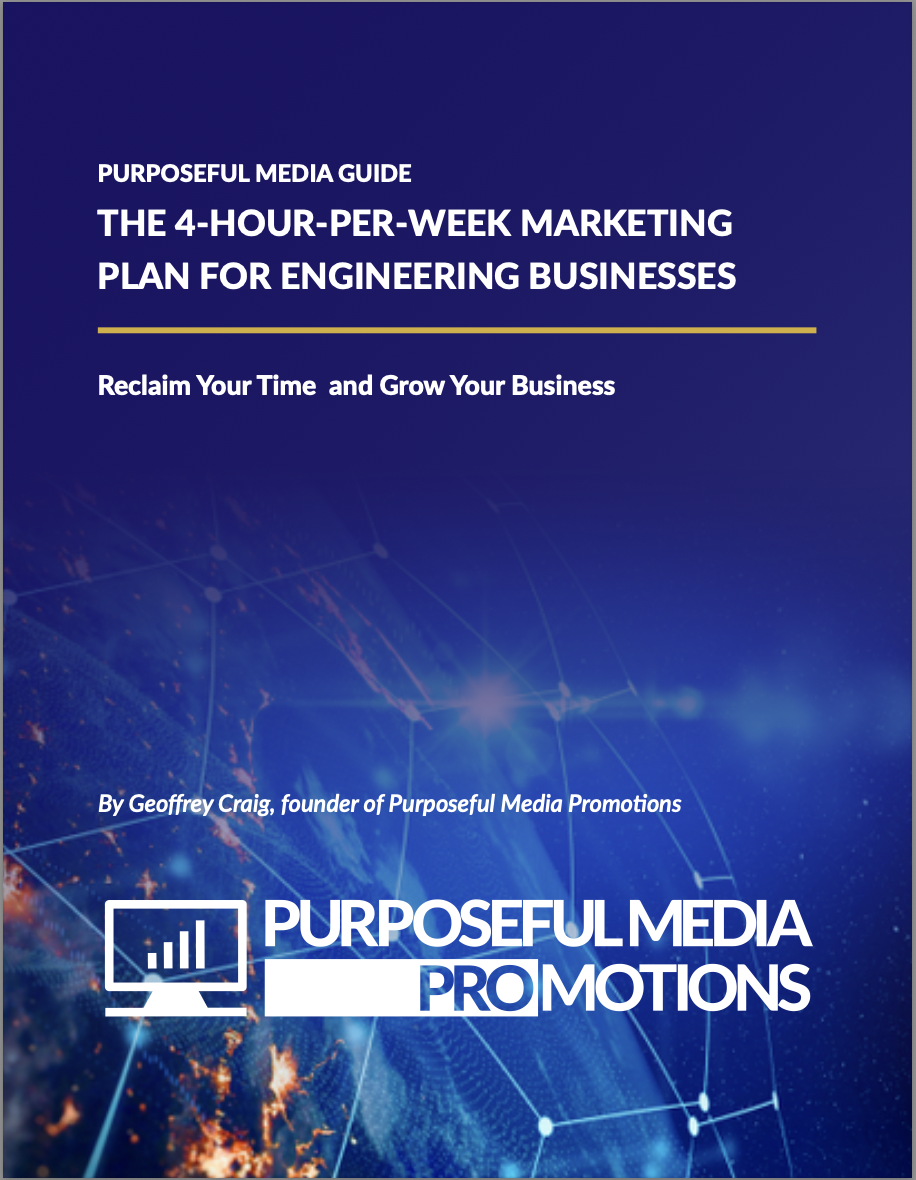 PURPOSEFUL MEDIA GUIDE
THE 4-HOUR-PER-WEEK MARKETING
PLAN FOR ENGINEERING BUSINESSES
Reclaim Your Time  and Grow Your Business
By Geoffrey Craig, founder of Purposeful Media Promotions
PURPOSEFUL MEDIA
PROMOTIONS